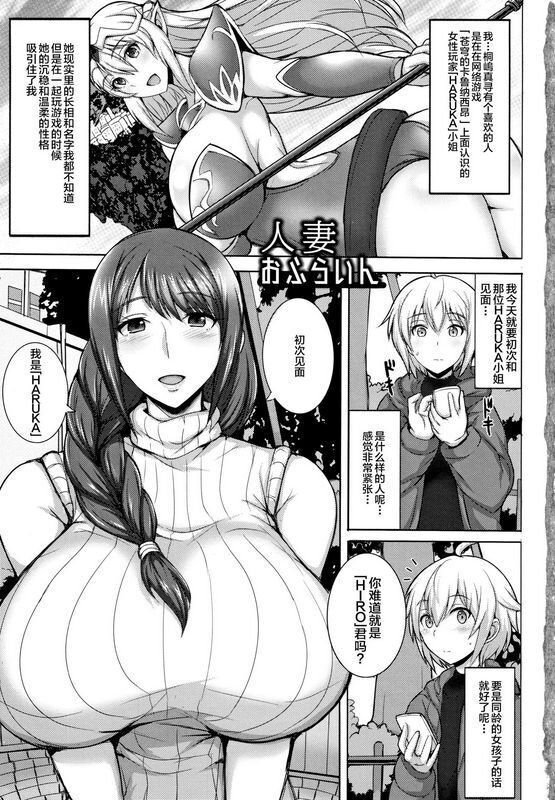 我…桐嶋真寻有个喜欢的人
是在在网络游戏
「苍穹的卡鲁纳西昂」上面认识的
女性玩家「HARUKA」小姐
她现实里的长相和名字我都不知道
但是在一起玩游戏的时候
她的沉稳和温柔的性格
吸引住了我
人妻
おふらいん
我今天就要初次和
那位HARUKA小姐
见面…
ドキ
ドキ
是什么样的人呢…
感觉非常紧张…
要是同龄的女孩子的话
就好了呢…
你难道就是
「HIRO」君吗？
初次见面
我是「HARUKA」